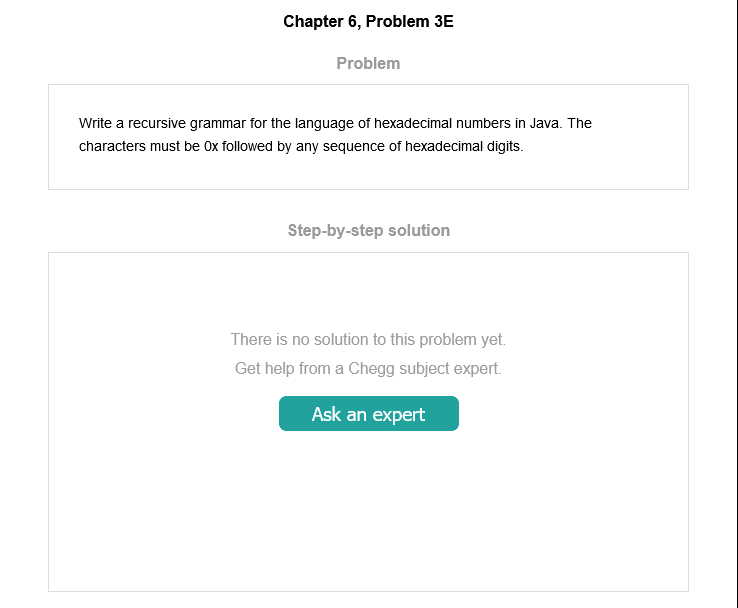 Chapter 6, Problem 3E
Problem
Write a recursive grammar for the language of hexadecimal numbers in Java. The
characters must be 0x followed by any sequence of hexadecimal digits.
Step-by-step solution
There is no solution to this problem yet.
Get help from a Chegg subject expert.
Ask an expert